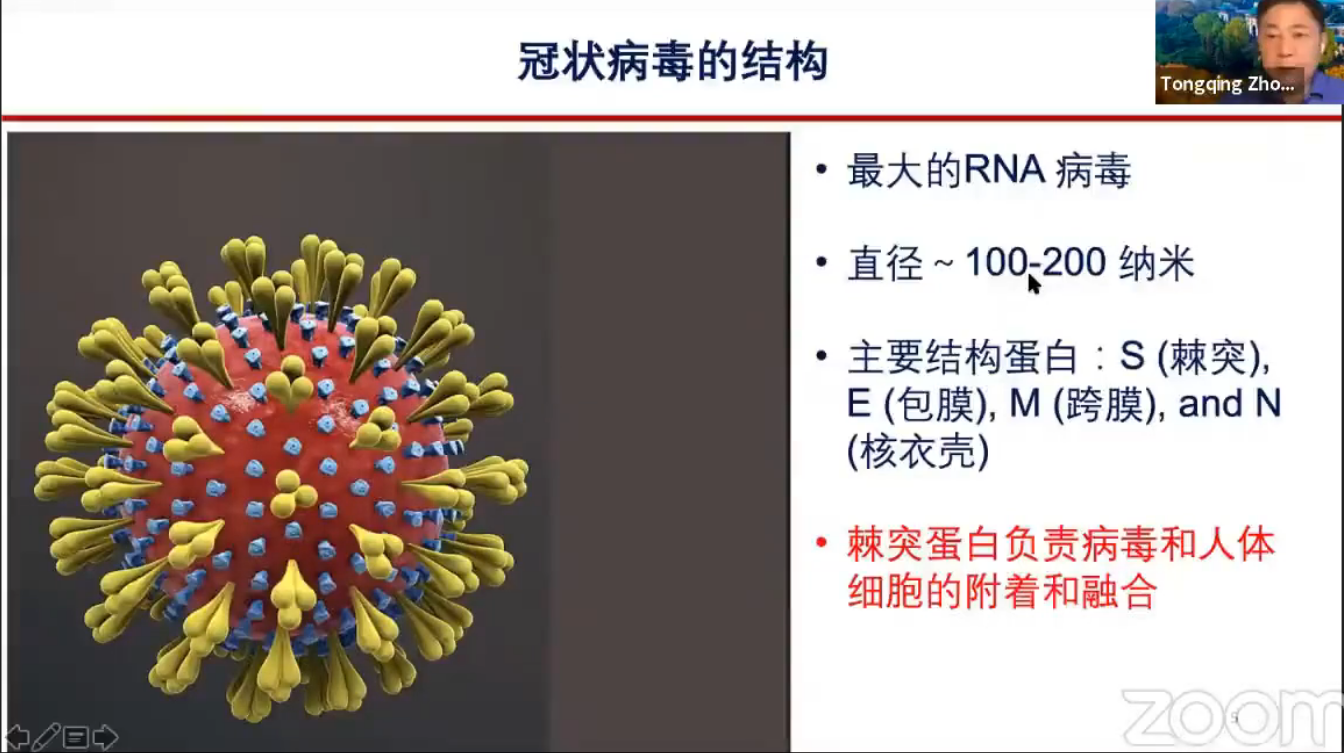 冠状病毒的结构
Tongqing Zho...
• 最大的RNA 病毒
• 直径 ~ 100-200 纳米
• 主要结构蛋白：S (棘突),
E (包膜), M (跨膜), and N
(核衣壳)
• 棘突蛋白负责病毒和人体
细胞的附着和融合
zoom
5